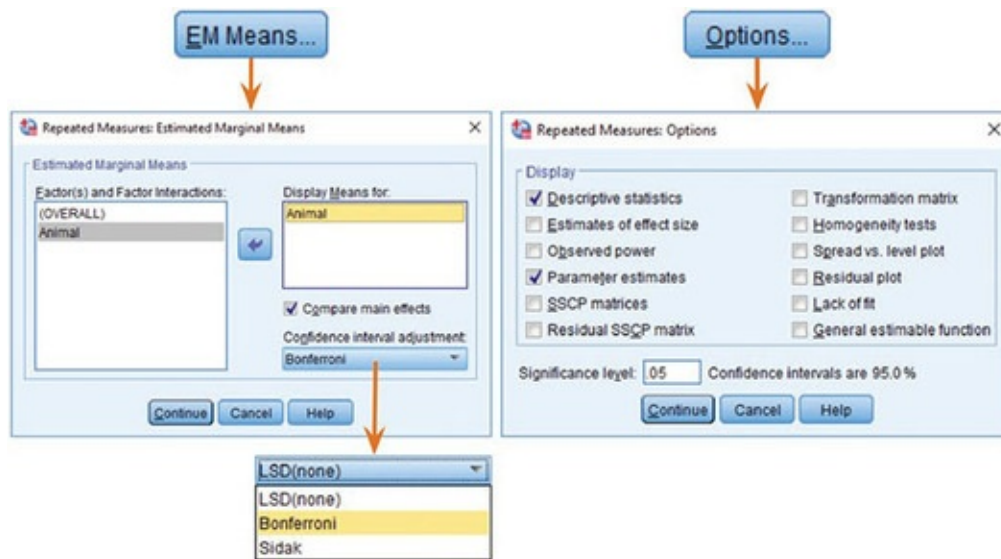 EM Means...
Options...
Repeated Measures: Estimated Marginal Means
Estimated Marginal Means
Factor(s) and Factor Interactions:
(OVERALL)
Animal
Display Means for:
Animal
Compare main effects
Confidence interval adjustment:
Bonferroni
Continue Cancel Help
LSD(none)
LSD(none)
Bonferroni
Sidak
Repeated Measures: Options
Display
Descriptive statistics
Estimates of effect size
Observed power
Parameter estimates
SSCP matrices
Residual SSCP matrix
Transformation matrix
Homogeneity tests
Spread vs. level plot
Residual plot
Lack of fit
General estimable function
Significance level: .05 Confidence intervals are 95.0 %
Continue Cancel Help